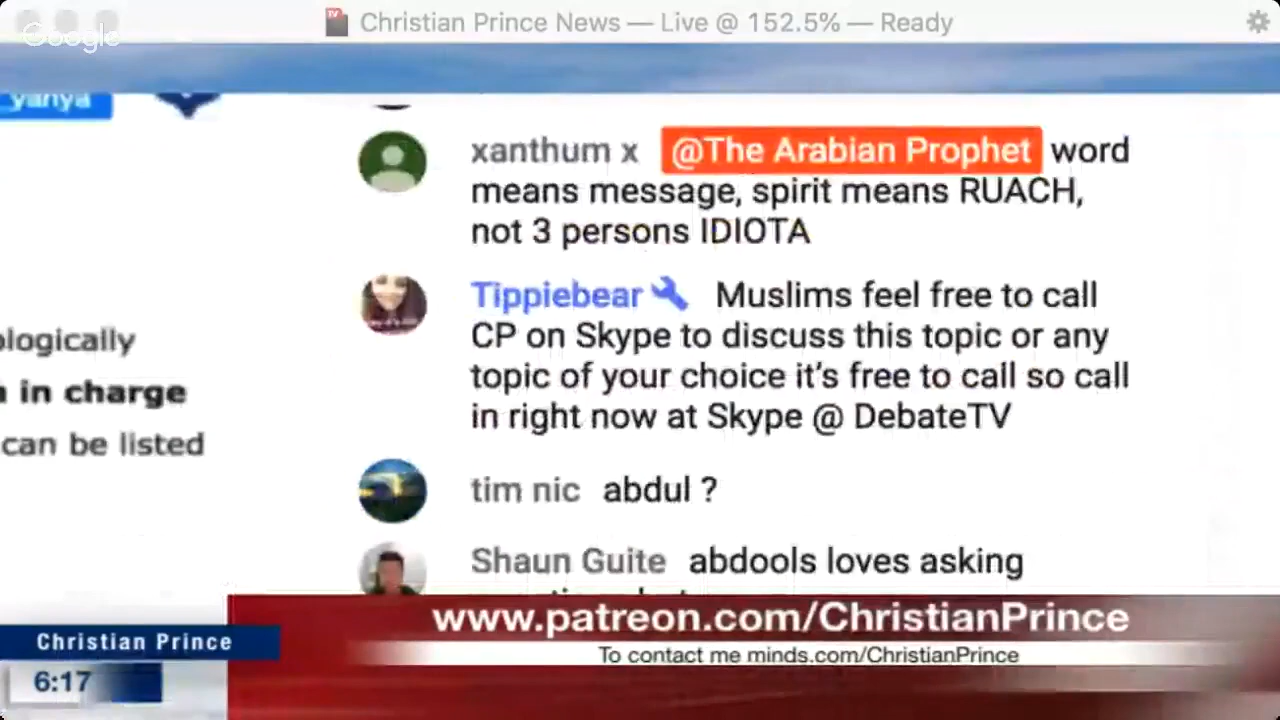 Christian Prince News — Live @ 152.5% — Ready
Google
yahya
xanthum x @The Arabian Prophet word
means message, spirit means RUACH,
not 3 persons IDIOTA
Tippiebear Muslims feel free to call
CP on Skype to discuss this topic or any
topic of your choice it's free to call so call
in right now at Skype @ DebateTV
ologically
in charge
can be listed
tim nic abdul ?
Shaun Guite abdools loves asking
www.patreon.com/ChristianPrince
To contact me minds.com/ChristianPrince
Christian Prince
6:17